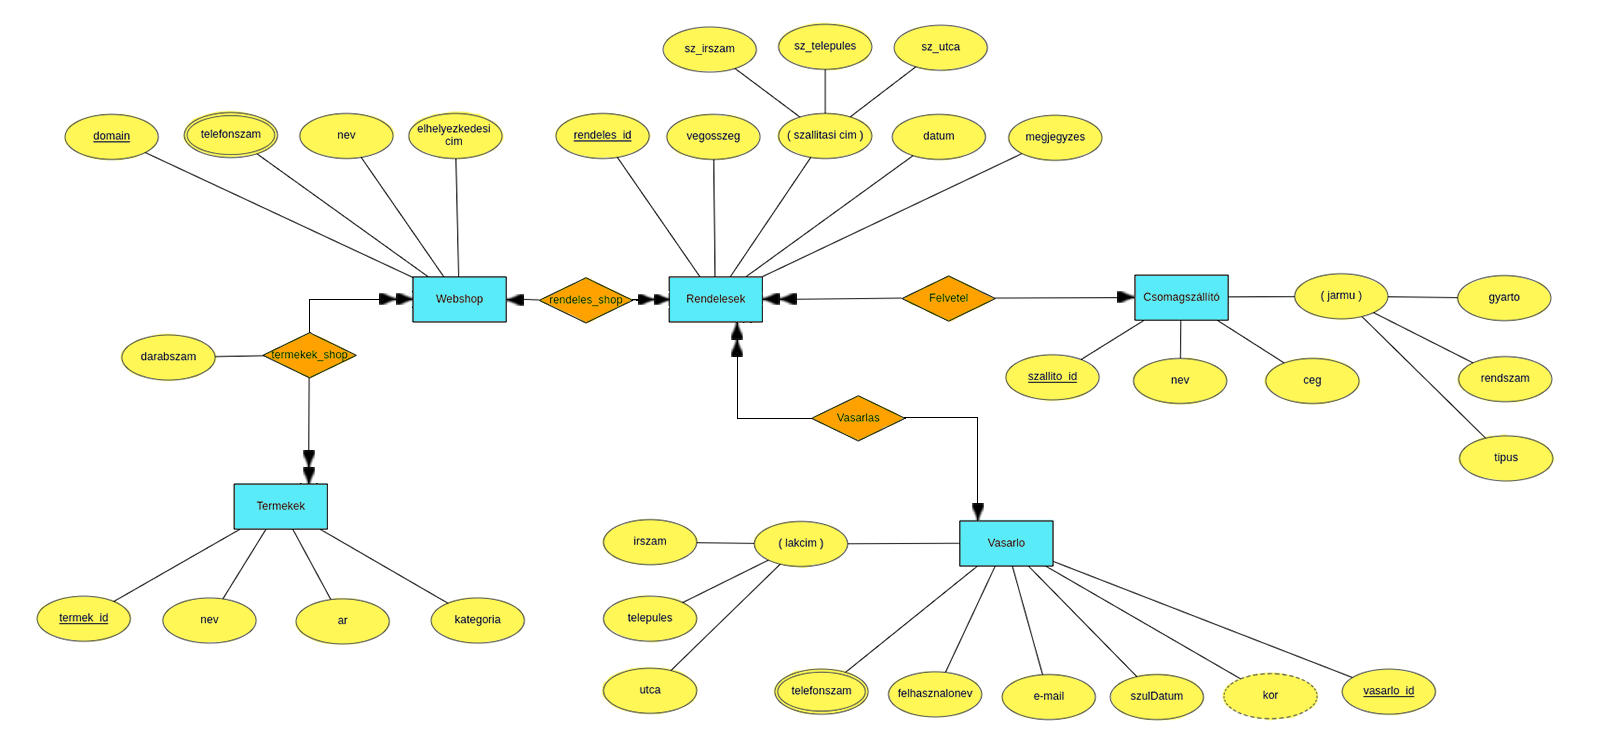 sz_irszam
sz_telepules
sz_utca
domain
telefonszam
nev
elhelyezkedesi
cim
rendeles_id
vegosszeg
( szallitasi cim )
datum
megjegyzes
Webshop
rendeles_shop
Rendelesek
Felvetel
Csomagszállító
( jarmu )
gyarto
darabszam
termekek_shop
szallito_id
nev
ceg
rendszam
Vasarlas
tipus
Termekek
irszam
( lakcim )
Vasarlo
termek_id
nev
ar
kategoria
telepules
utca
telefonszam
felhasznalonev
e-mail
szulDatum
kor
vasarlo_id